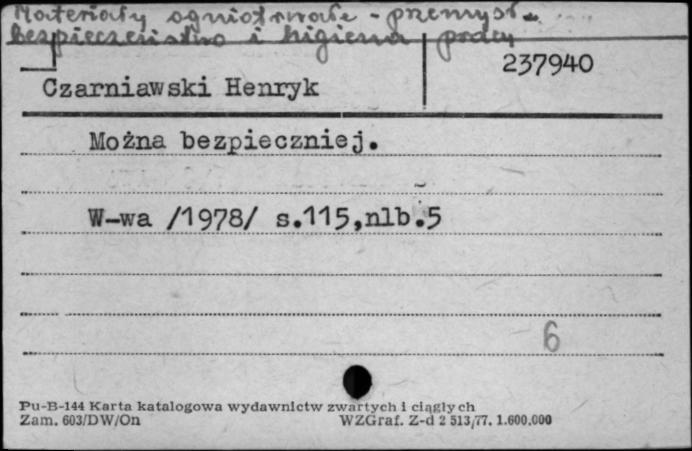 Materiały ogniotrwałe - przemysł -
bezpieczeństwo i higiena pracy
237940
Czarniawski Henryk
Można bezpieczniej.
W-wa /1978/ s.115,nlb.5
6
Pu-B-144 Karta katalogowa wydawnictw zwartych i ciągłych
Zam. 603/DW/On WZGraf. Z-d 2 513/77. 1.600.000